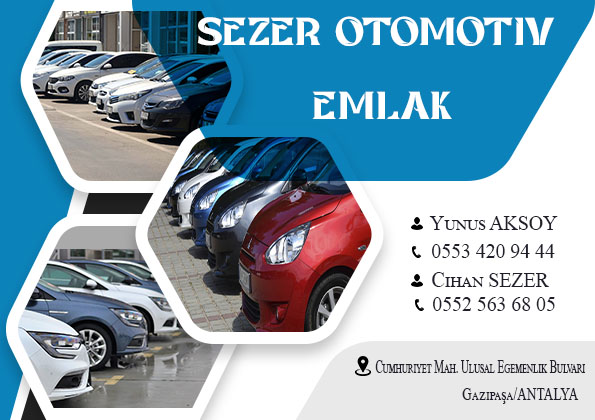 SEZER OTOMOTIV
EMLAK
YUNUS AKSOY
0553 420 94 44
CIHAN SEZER
0552 563 68 05
CUMHURIYET MAH. ULUSAL EGEMENLIK BULVARI
GAZIPAŞA/ANTALYA